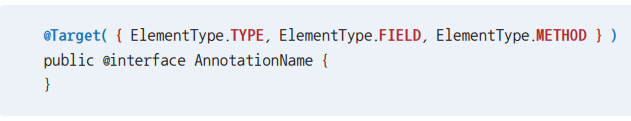 @Target( { ElementType.TYPE, ElementType.FIELD, ElementType.METHOD } )
public @interface AnnotationName {
}